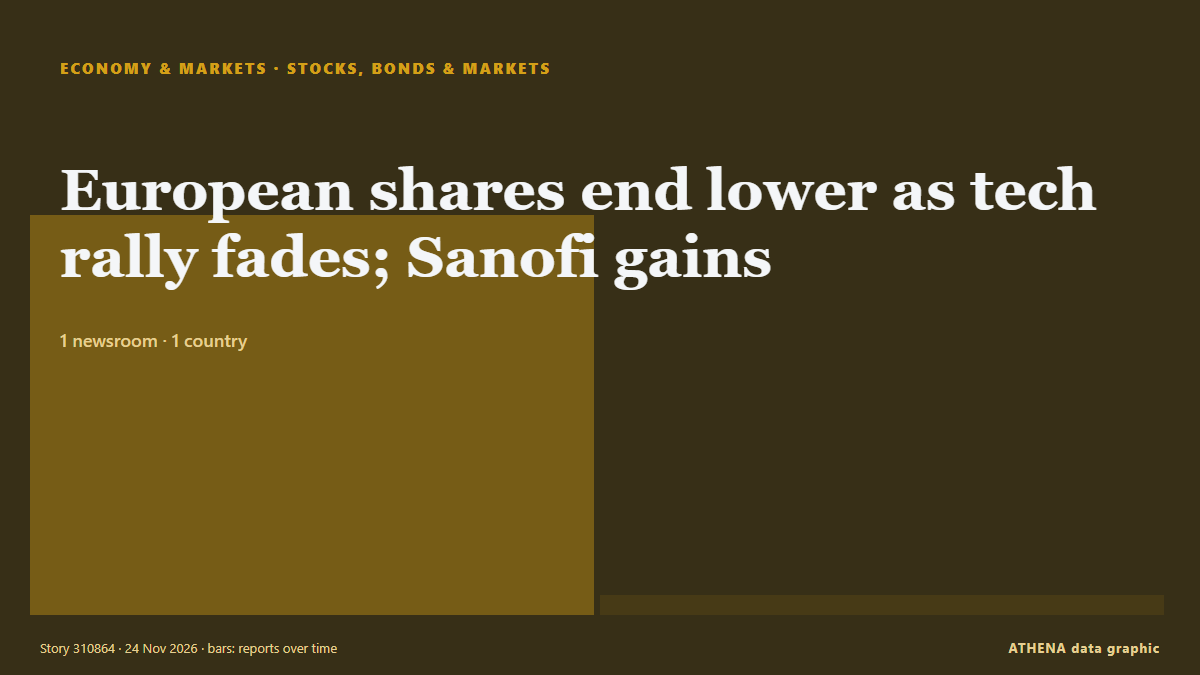 ECONOMY & MARKETS · STOCKS, BONDS & MARKETS
European shares end lower as tech
rally fades; Sanofi gains
1 newsroom · 1 country
Story 310864 · 24 Nov 2026 · bars: reports over time
ATHENA data graphic